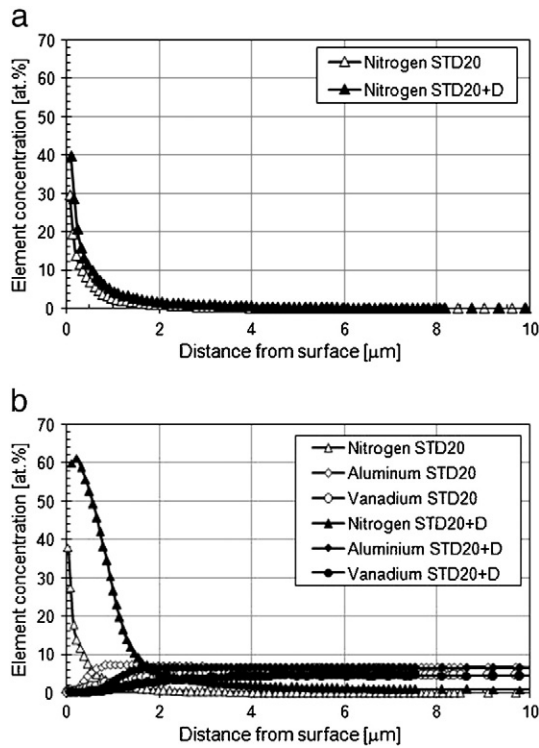 a
Element concentration [at.%]
70
60
50
40
30
20
10
0
Nitrogen STD20
Nitrogen STD20+D
0 2 4 6 8 10
Distance from surface [μm]
b
Element concentration [at.%]
70
60
50
40
30
20
10
0
Nitrogen STD20
Aluminum STD20
Vanadium STD20
Nitrogen STD20+D
Aluminium STD20+D
Vanadium STD20+D
0 2 4 6 8 10
Distance from surface [μm]